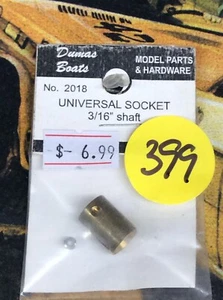 Dumas
Boats
MODEL PARTS
& HARDWARE
No. 2018
UNIVERSAL SOCKET
3/16" shaft
$- 6.99
399